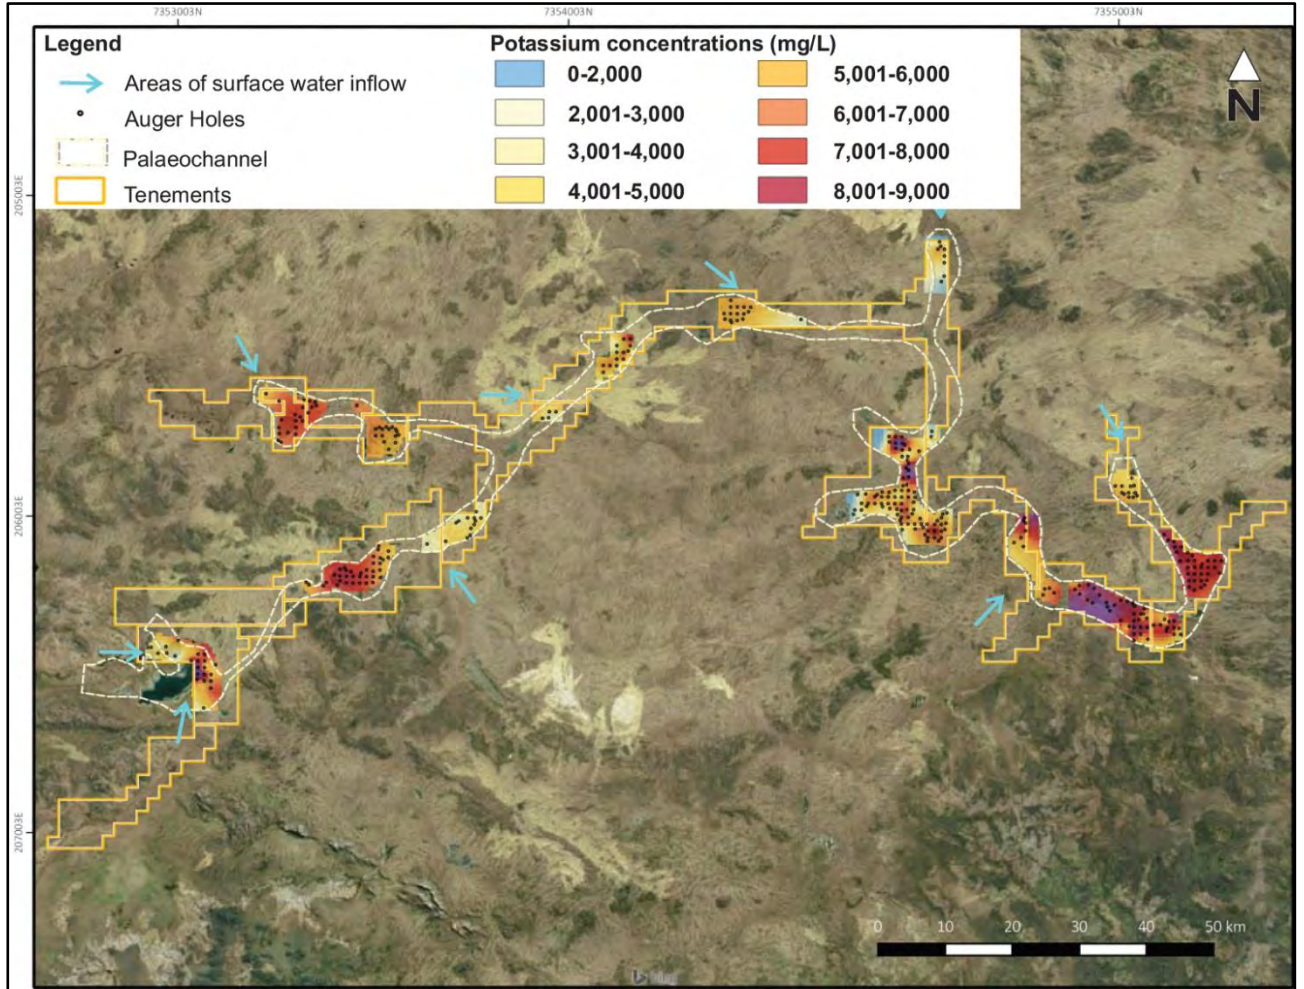 7353003N
7354003N
7355003N
Legend
Areas of surface water inflow
Auger Holes
Palaeochannel
Tenements
Potassium concentrations (mg/L)
0-2,000
2,001-3,000
3,001-4,000
4,001-5,000
5,001-6,000
6,001-7,000
7,001-8,000
8,001-9,000
N
205003E
206003E
207003E
0 10 20 30 40 50 km